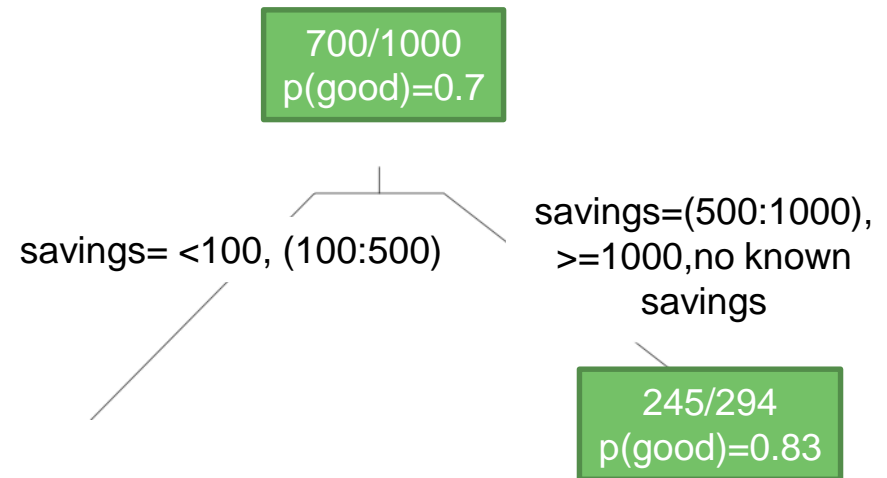 700/1000
p(good)=0.7
savings= <100, (100:500)
savings=(500:1000),
>=1000,no known
savings
245/294
p(good)=0.83